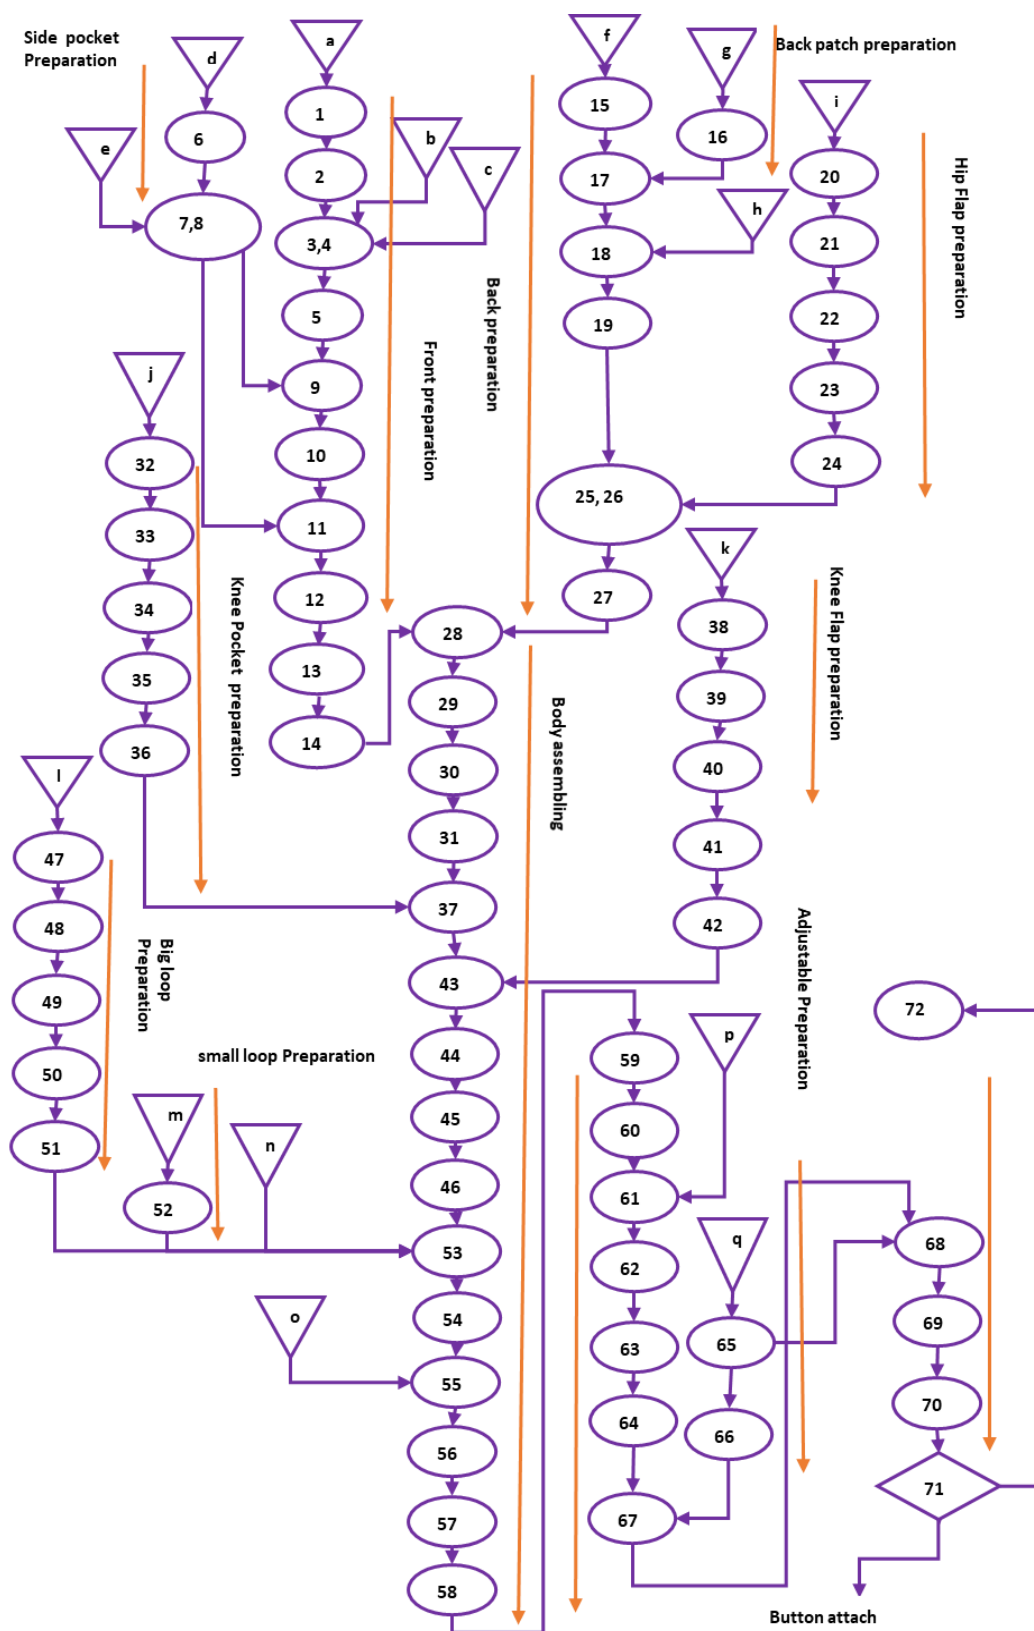 Side pocket
Preparation
d
a
f
g
Back patch preparation
i
e
6
1
b
c
15
16
2
17
20
h
7,8
3,4
18
21
Hip Flap preparation
5
19
22
Back preparation
Front preparation
j
9
23
32
10
24
25, 26
33
11
k
34
12
27
28
38
Knee Flap preparation
Knee Pocket preparation
35
13
29
39
36
14
30
40
Body assembling
l
31
41
47
37
42
48
Big loop
Preparation
43
Adjustable Preparation
49
72
small loop Preparation
44
59
p
50
45
60
m
n
51
46
61
52
53
62
q
68
o
54
63
65
69
55
64
66
70
56
67
71
57
58
Button attach